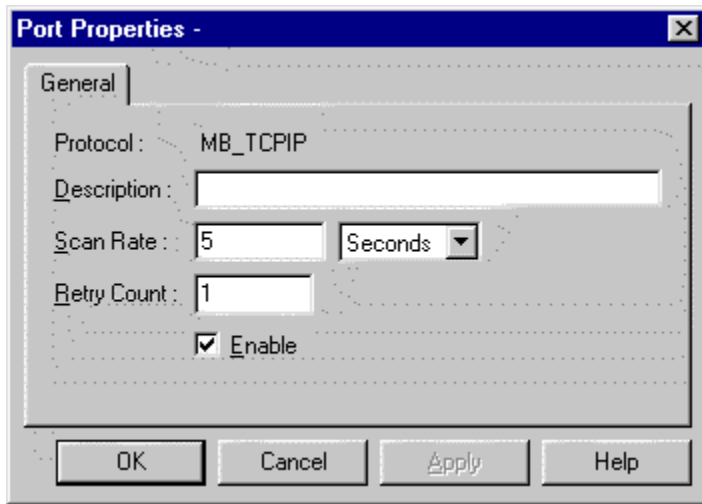 Port Properties -
General
Protocol : MB_TCPIP
Description :
Scan Rate : 5 Seconds
Retry Count : 1
Enable
OK Cancel Apply Help